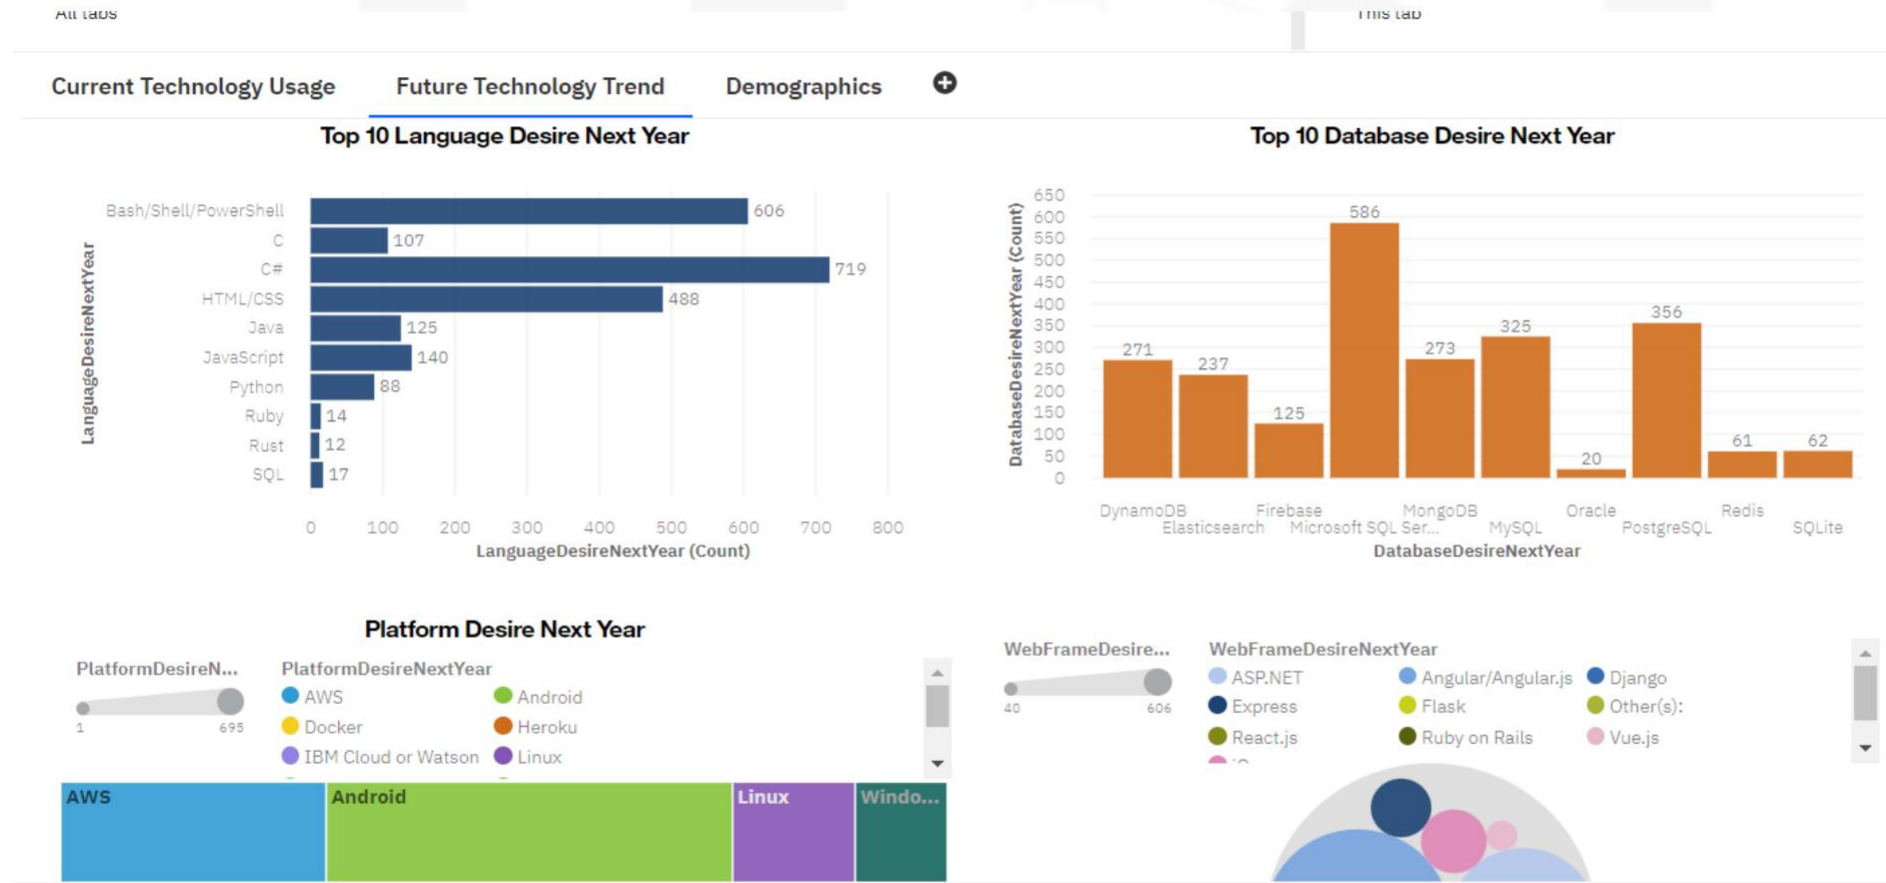 All tabs
This tab
Current Technology Usage
Future Technology Trend
Demographics
Top 10 Language Desire Next Year
LanguageDesireNextYear
Bash/Shell/PowerShell 606
C 107
C# 719
HTML/CSS 488
Java 125
JavaScript 140
Python 88
Ruby 14
Rust 12
SQL 17
0 100 200 300 400 500 600 700 800
LanguageDesireNextYear (Count)
Top 10 Database Desire Next Year
DatabaseDesireNextYear (Count)
650
600
550
500
450
400
350
300
250
200
150
100
50
0
271 237 125 586 273 325 20 356 61 62
DynamoDB Firebase MongoDB Oracle Redis
Elasticsearch Microsoft SQL Ser... MySQL PostgreSQL SQLite
DatabaseDesireNextYear
Platform Desire Next Year
PlatformDesireN...
1 695
PlatformDesireNextYear
AWS Android
Docker Heroku
IBM Cloud or Watson Linux
AWS Android Linux Windo...
WebFrameDesire...
40 606
WebFrameDesireNextYear
ASP.NET Angular/Angular.js Django
Express Flask Other(s):
React.js Ruby on Rails Vue.js